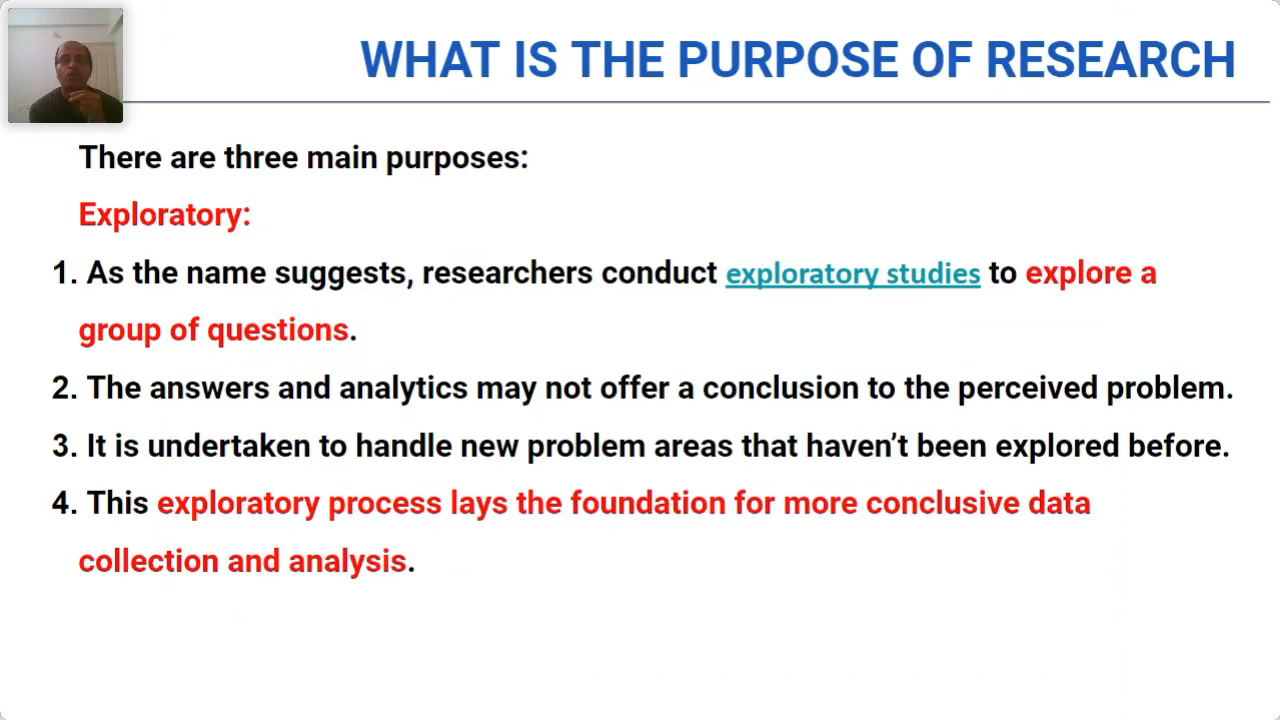 WHAT IS THE PURPOSE OF RESEARCH
There are three main purposes:
Exploratory:
1. As the name suggests, researchers conduct exploratory studies to explore a
group of questions.
2. The answers and analytics may not offer a conclusion to the perceived problem.
3. It is undertaken to handle new problem areas that haven’t been explored before.
4. This exploratory process lays the foundation for more conclusive data
collection and analysis.